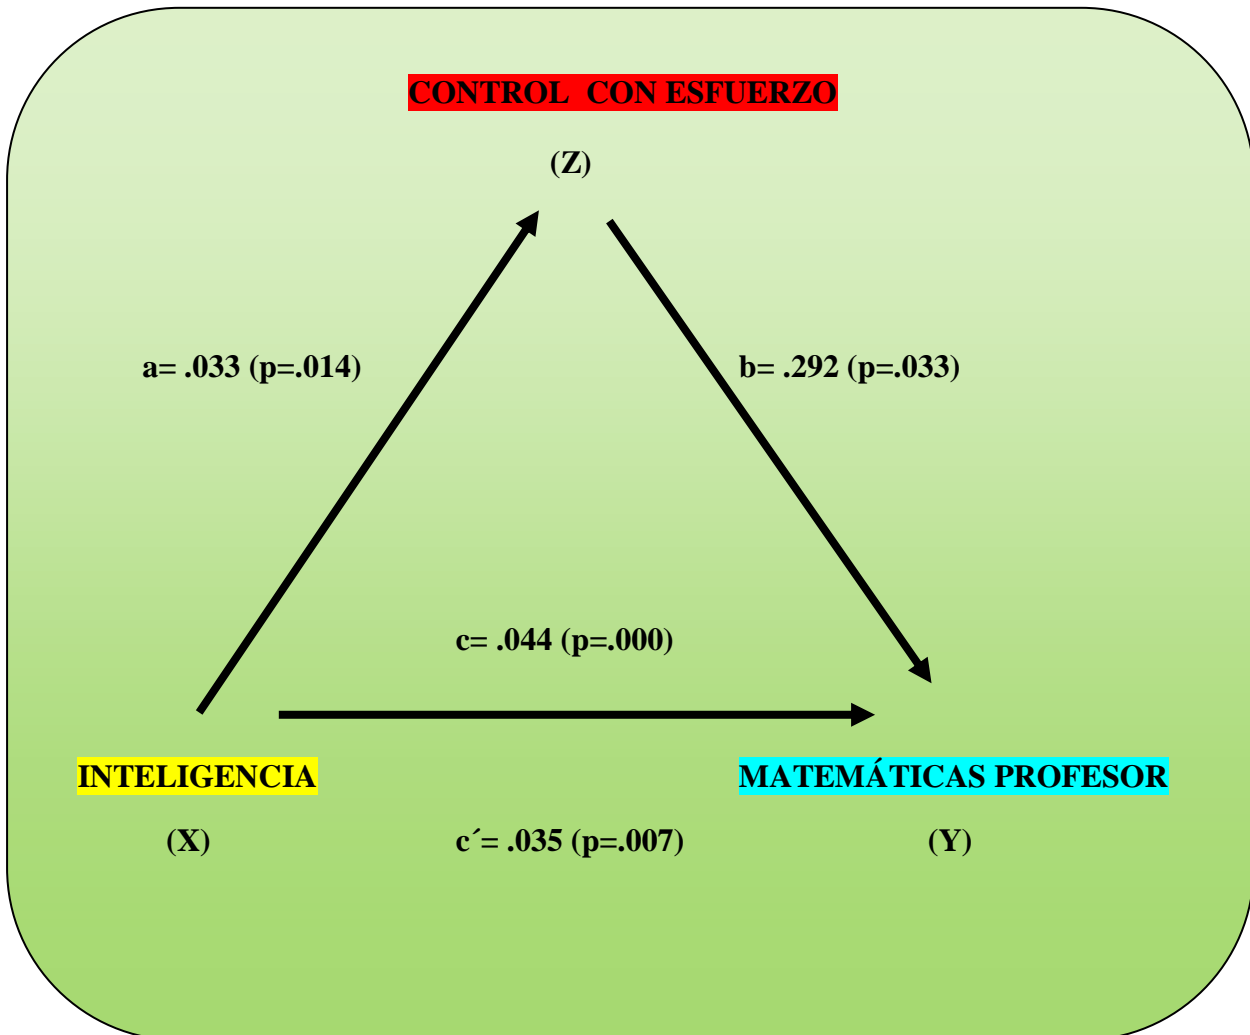 CONTROL  CON ESFUERZO
(Z)
a= .033 (p=.014)
b= .292 (p=.033)
c= .044 (p=.000)
INTELIGENCIA
MATEMÁTICAS PROFESOR
(X)
c´= .035 (p=.007)
(Y)